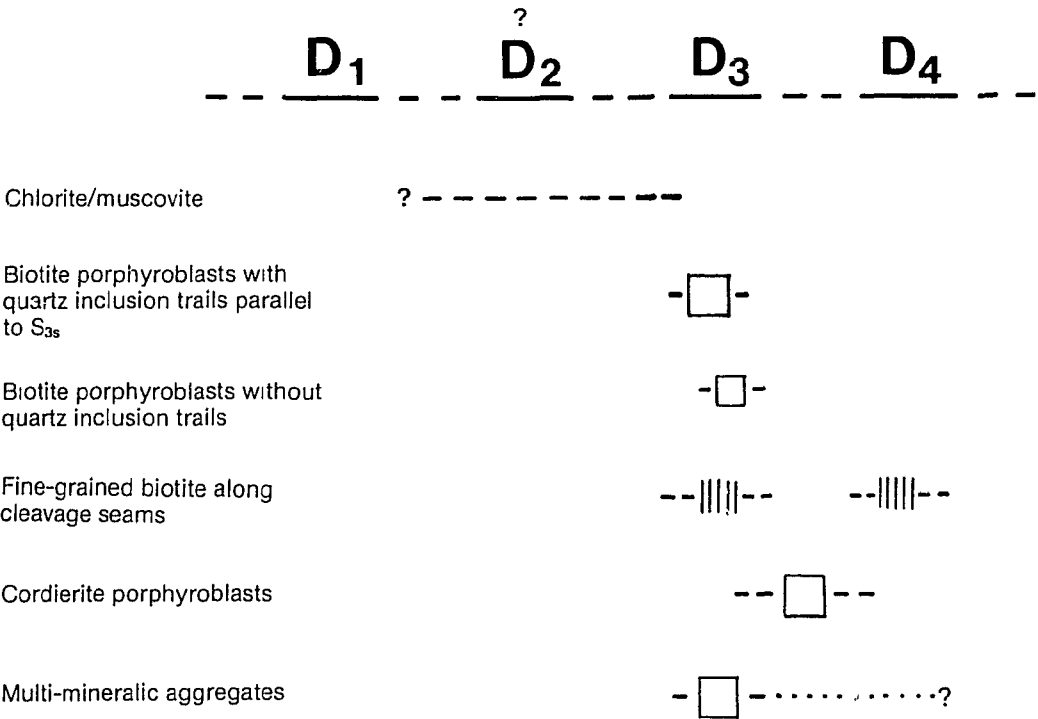 ?
D1 D2 D3 D4
Chlorite/muscovite ?
Biotite porphyroblasts with
quartz inclusion trails parallel
to S3s
Biotite porphyroblasts without
quartz inclusion trails
Fine-grained biotite along
cleavage seams
Cordierite porphyroblasts
Multi-mineralic aggregates ?